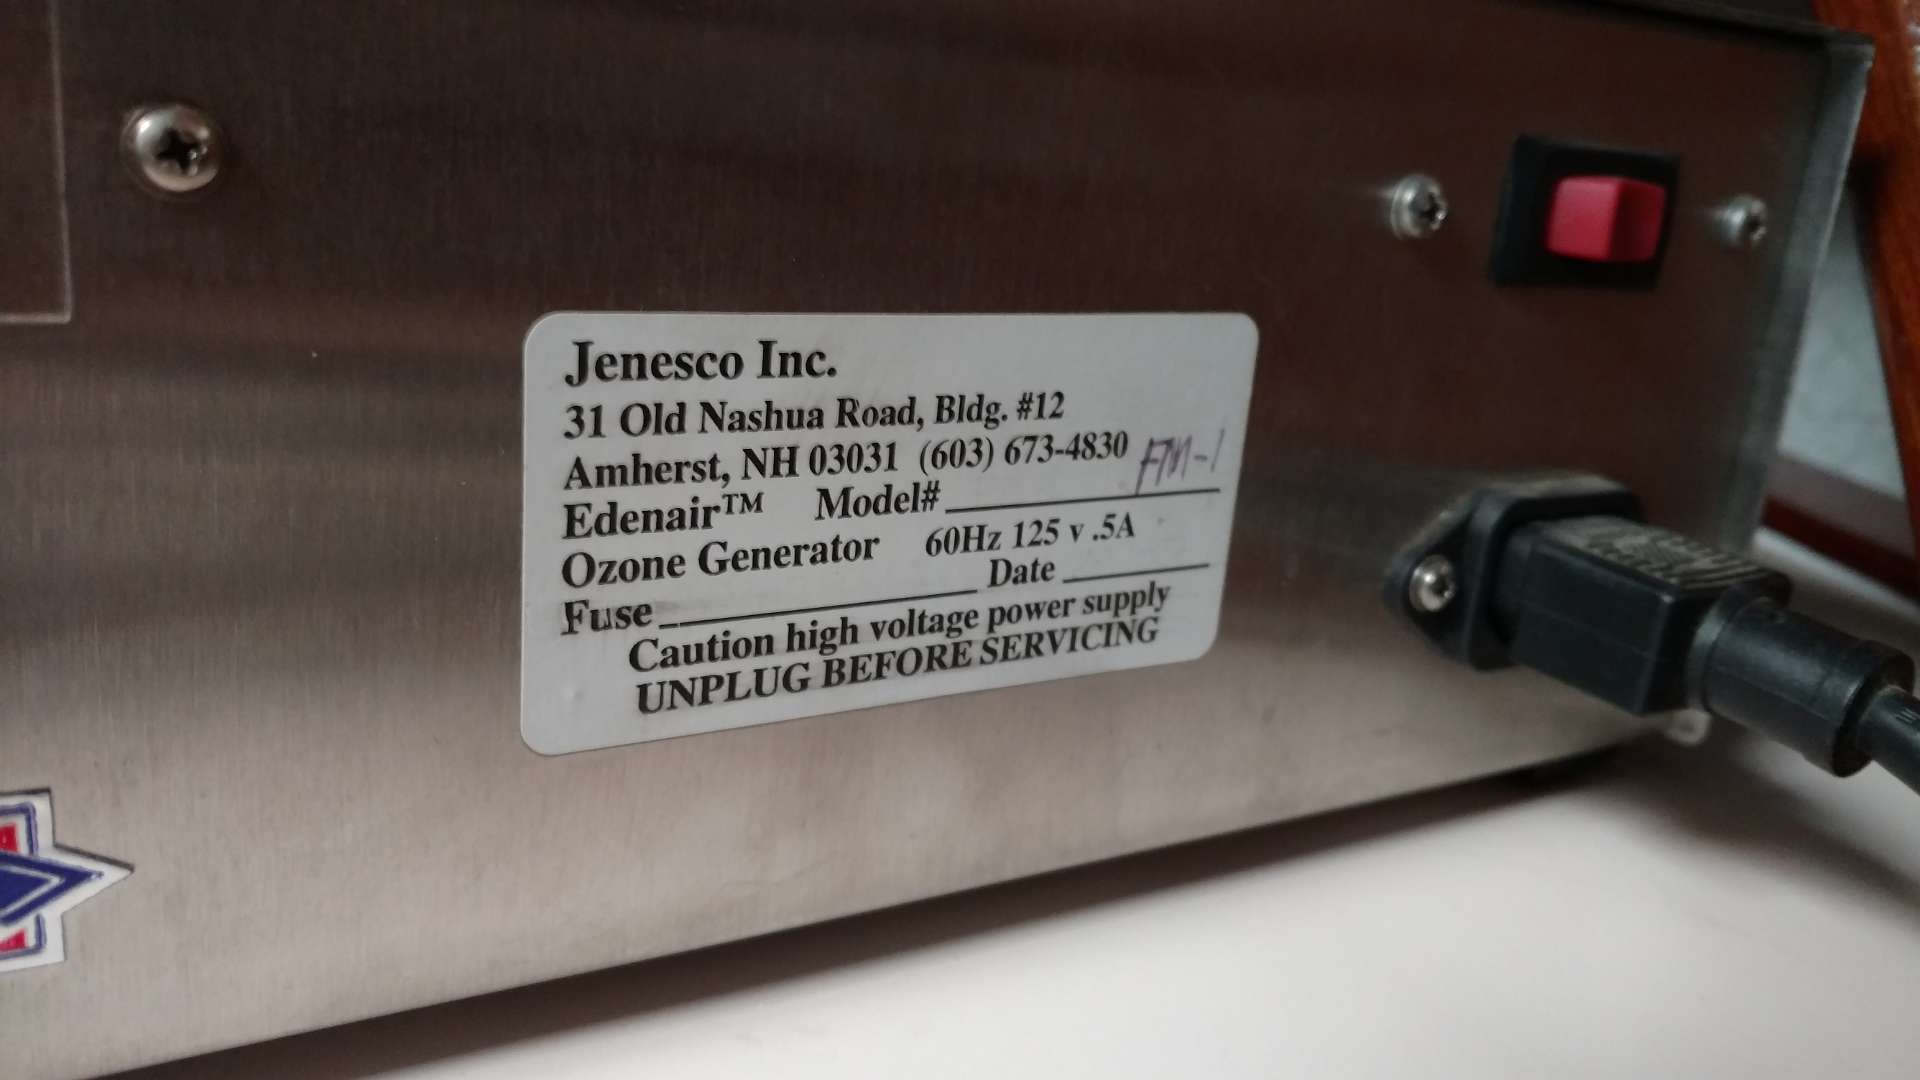 Jenesco Inc.
31 Old Nashua Road, Bldg. #12
Amherst, NH 03031 (603) 673-4830
Edenair™ Model# FM-1
Ozone Generator 60Hz 125 v .5A
Fuse Date
Caution high voltage power supply
UNPLUG BEFORE SERVICING